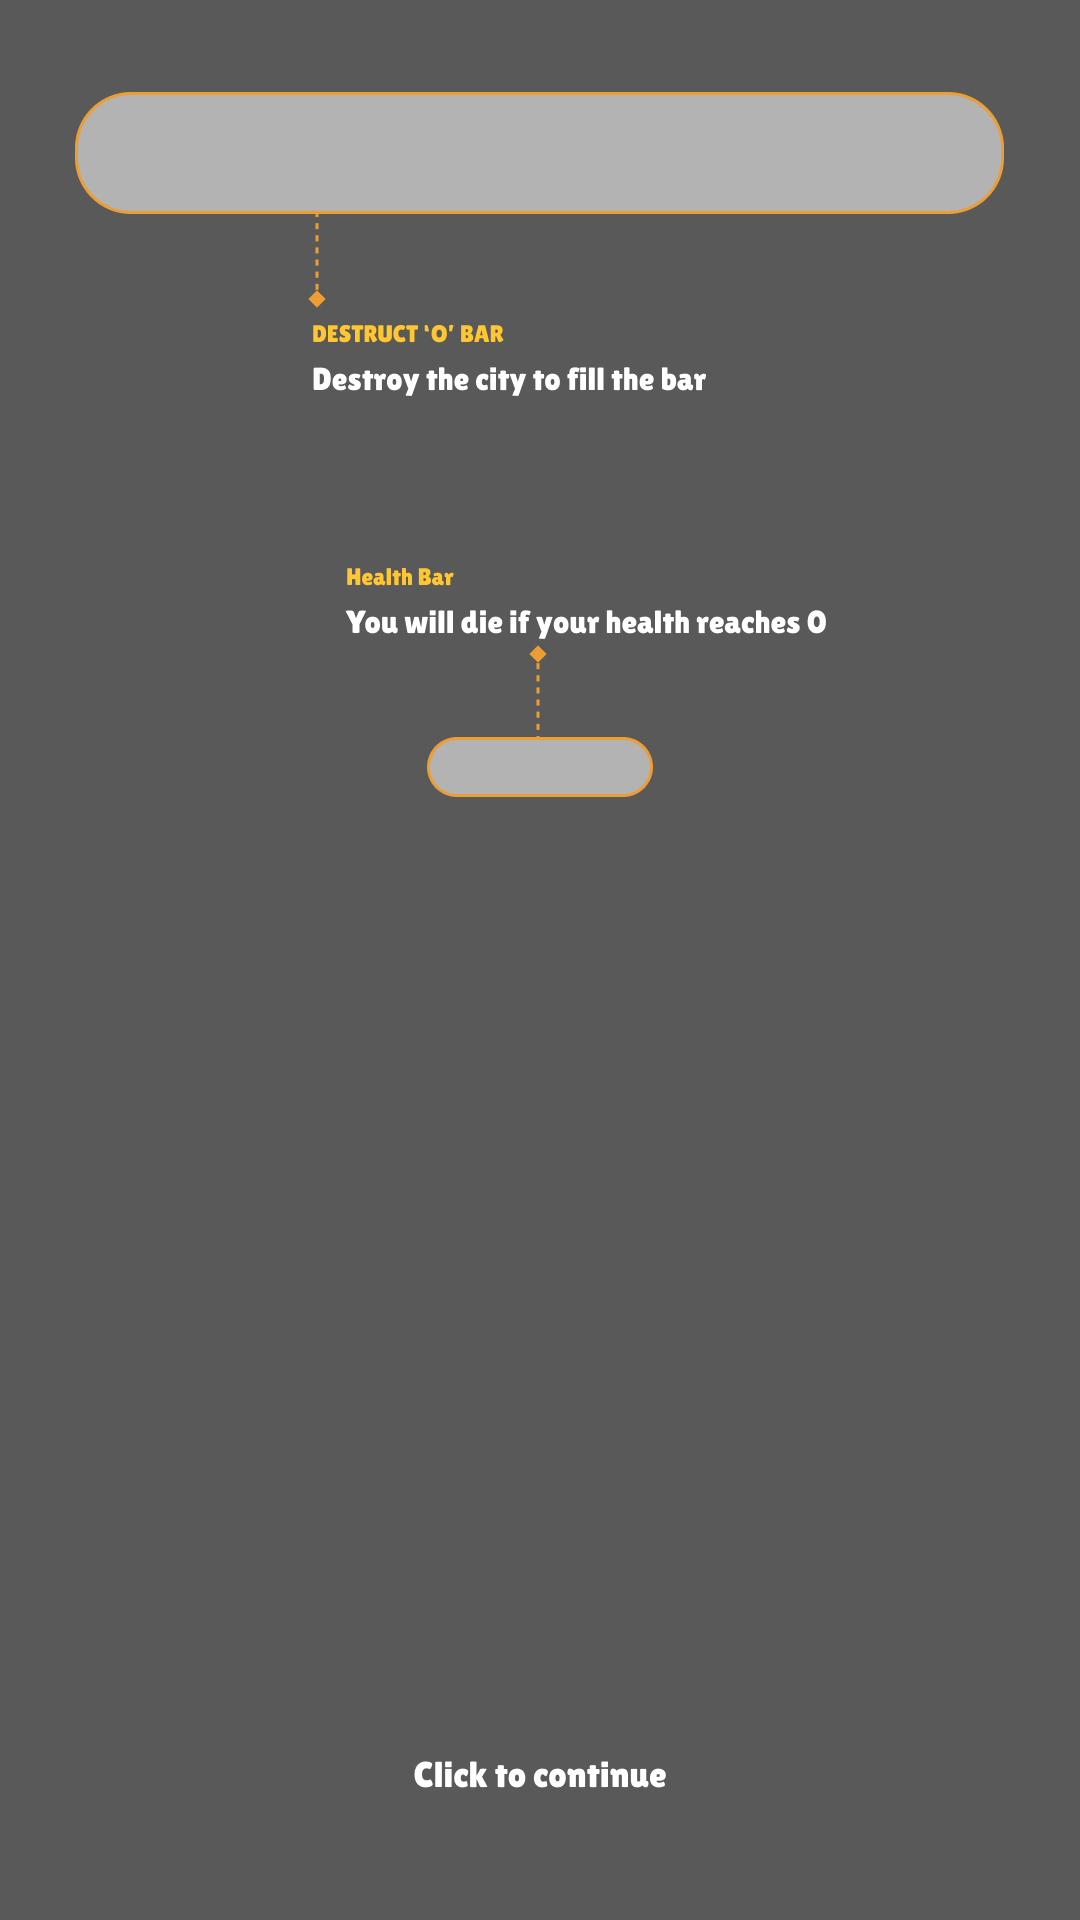 DESTRUCT ‘O’ BAR
Destroy the city to fill the bar
Health Bar
You will die if your health reaches 0
Click to continue